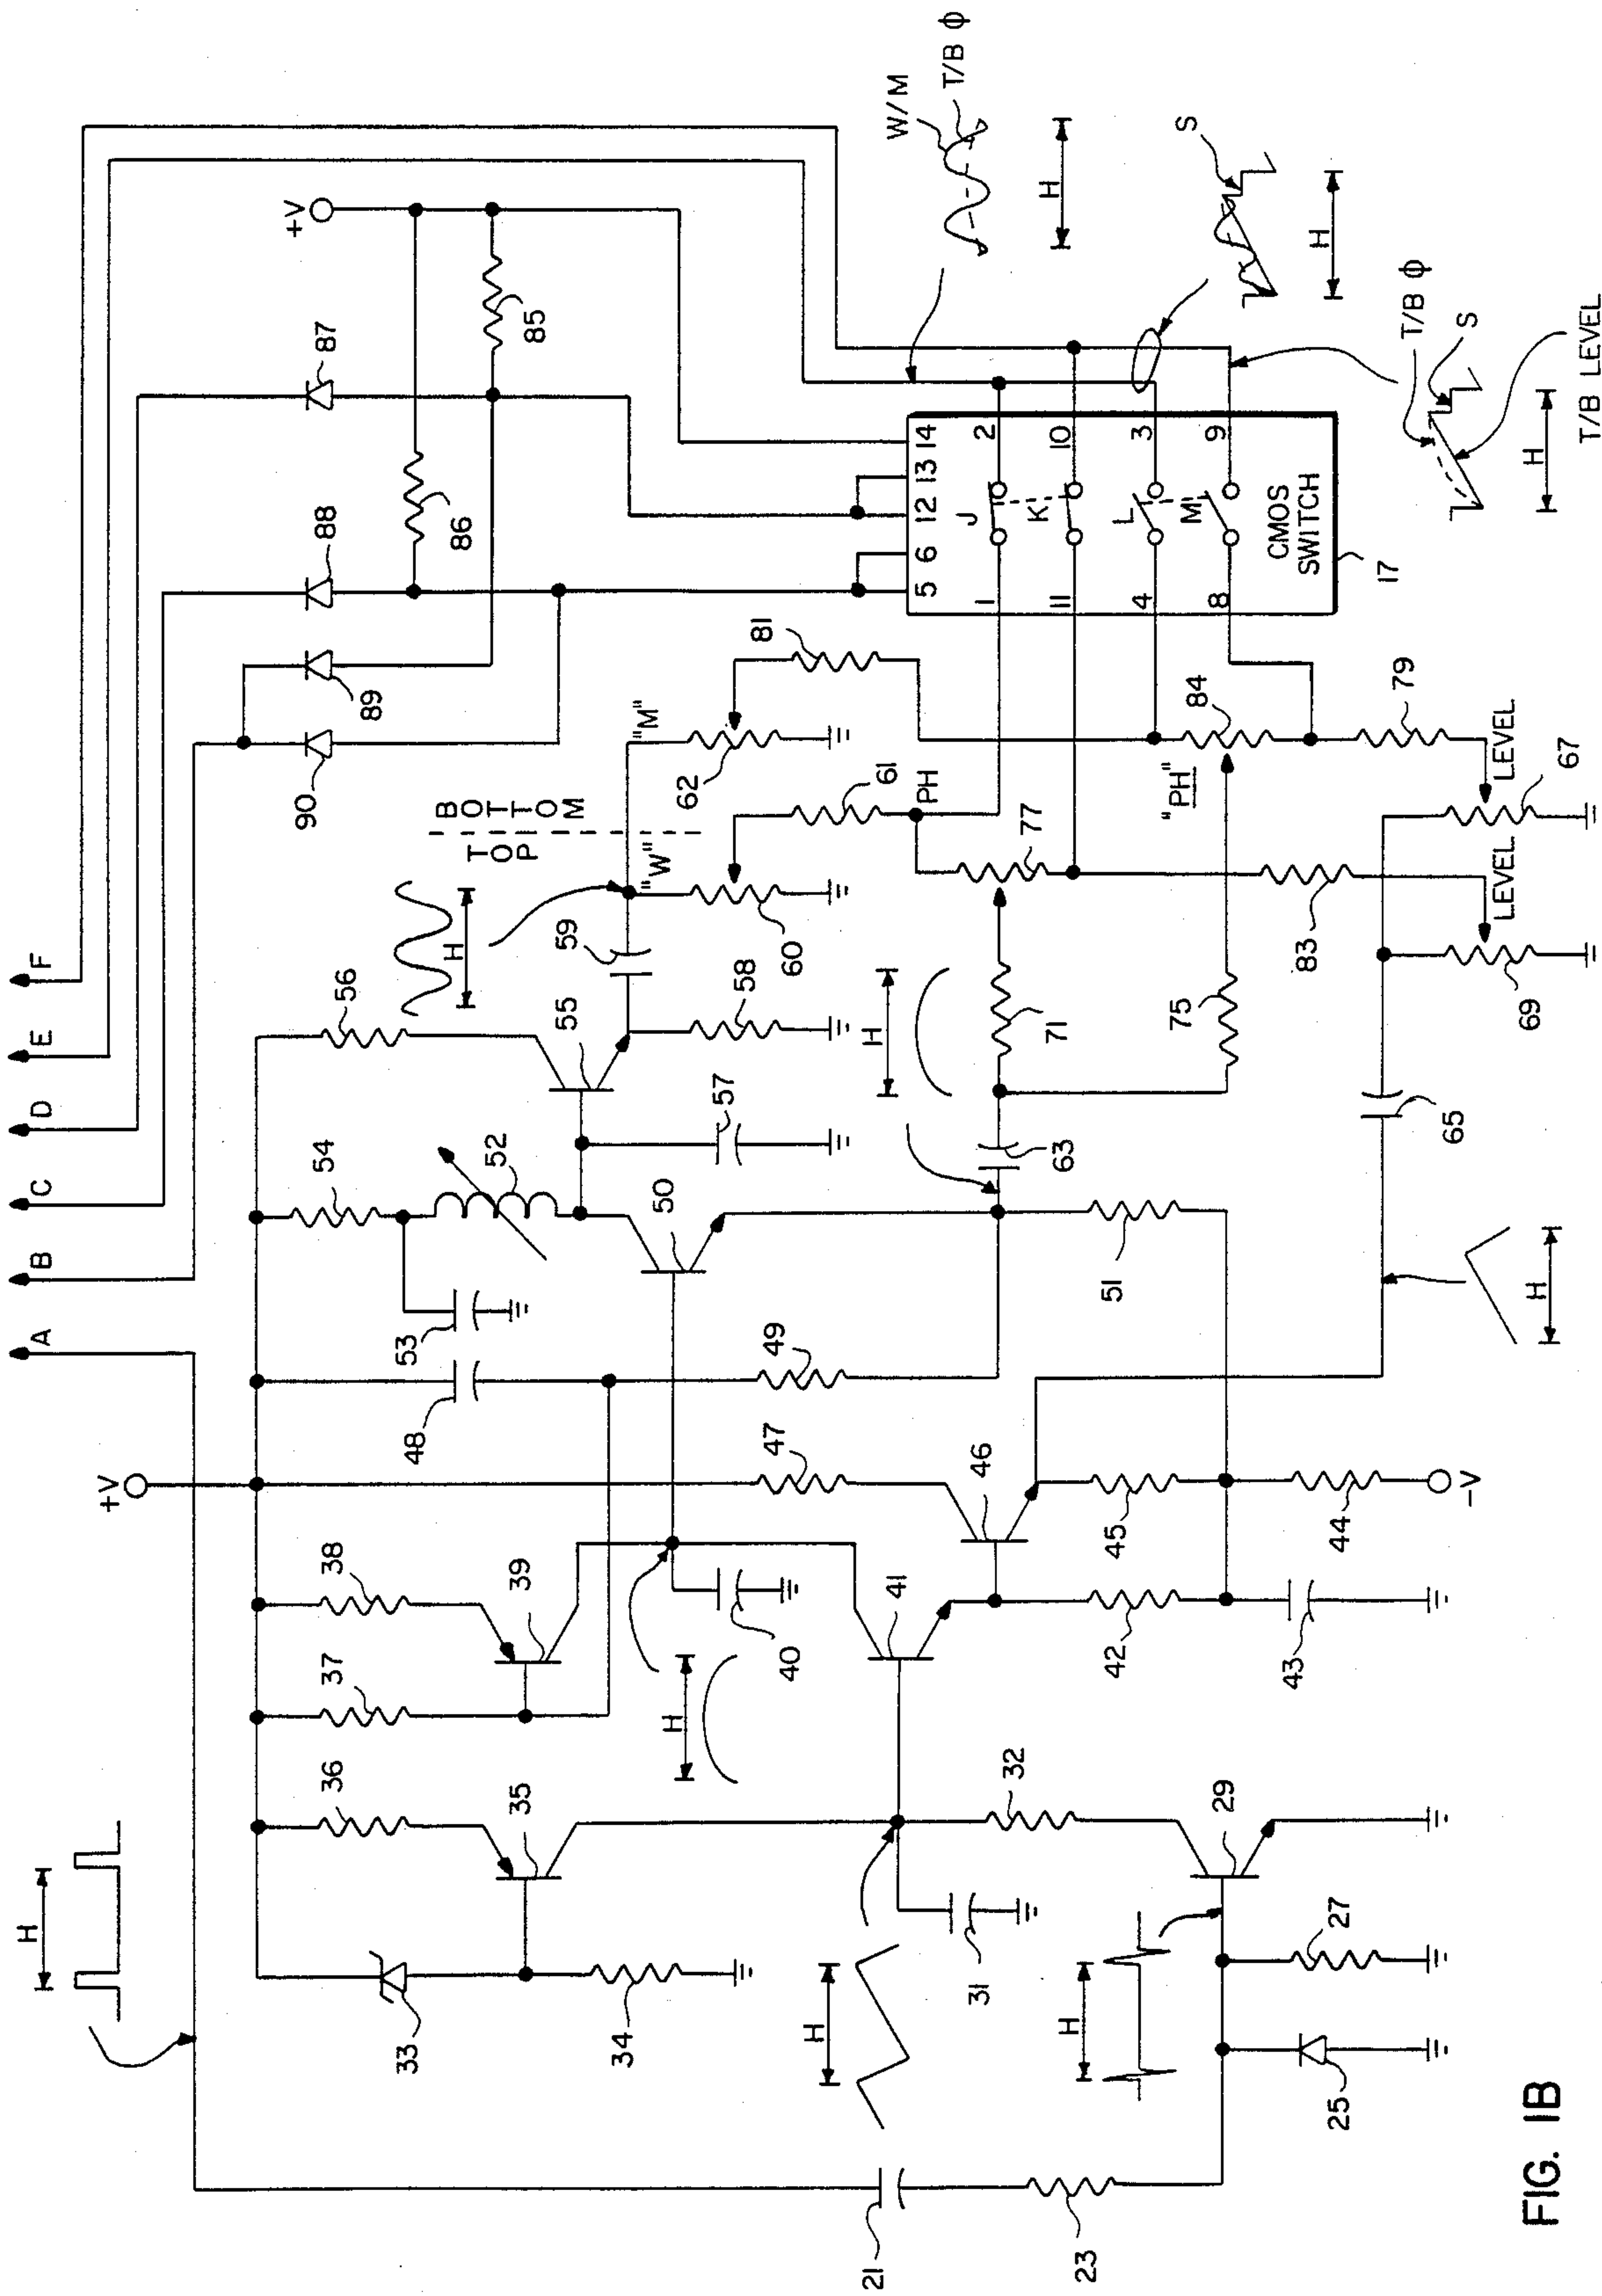 A
B
C
D
E
F
H
+V
+V
33
34
35
36
37
38
39
40
41
42
43
44
45
46
47
48
49
50
51
52
53
54
55
56
57
58
59
60
61
62
63
65
67
69
71
75
77
79
81
83
84
85
86
87
88
89
90
21
23
25
27
29
31
32
H
H
H
H
H
H
H
H
H
-V
TOP
BOTTOM
"W"
"M"
PH
"PH"
LEVEL
LEVEL
5 6 12 13 14
1 J 2
11 K 10
4 L 3
8 M 9
CMOS
SWITCH
17
W/M
T/B Φ
S
T/B Φ
S
T/B LEVEL
FIG. 1B